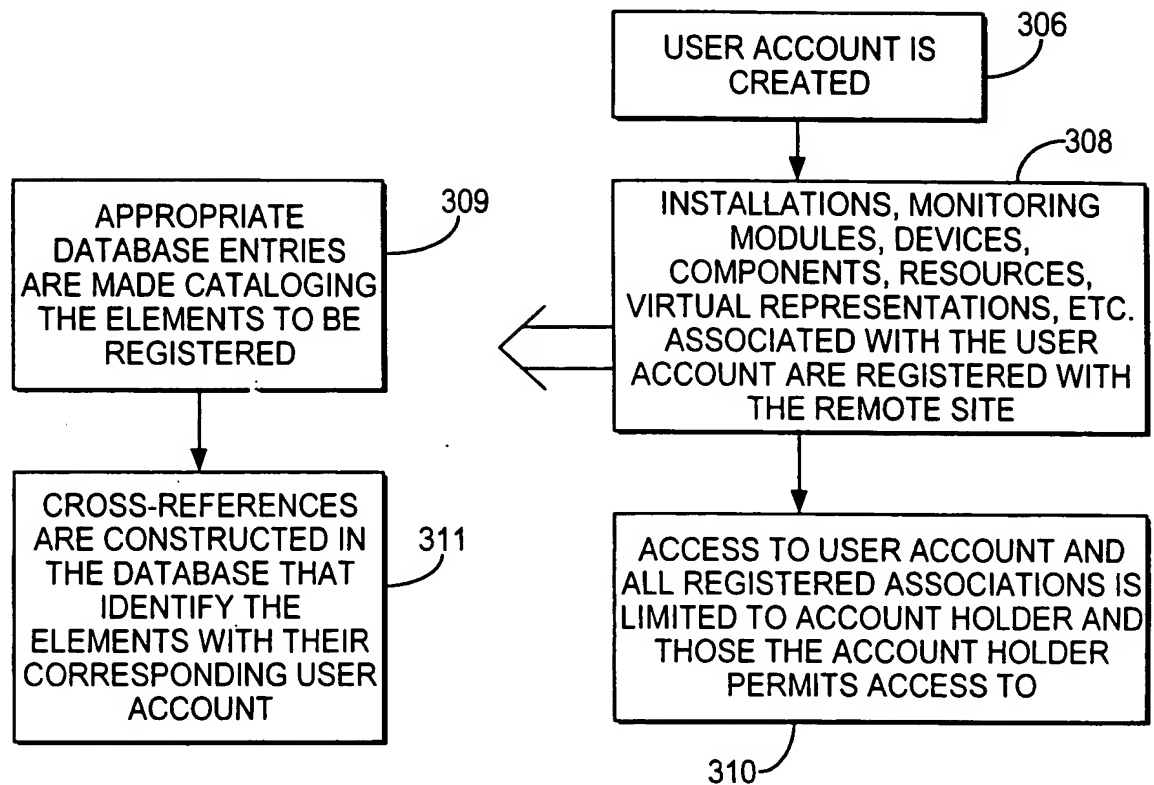 USER ACCOUNT IS
CREATED
306
308
INSTALLATIONS, MONITORING
MODULES, DEVICES,
COMPONENTS, RESOURCES,
VIRTUAL REPRESENTATIONS, ETC.
ASSOCIATED WITH THE USER
ACCOUNT ARE REGISTERED WITH
THE REMOTE SITE
APPROPRIATE
DATABASE ENTRIES
ARE MADE CATALOGING
THE ELEMENTS TO BE
REGISTERED
309
CROSS-REFERENCES
ARE CONSTRUCTED IN
THE DATABASE THAT
IDENTIFY THE
ELEMENTS WITH THEIR
CORRESPONDING USER
ACCOUNT
311
ACCESS TO USER ACCOUNT AND
ALL REGISTERED ASSOCIATIONS IS
LIMITED TO ACCOUNT HOLDER AND
THOSE THE ACCOUNT HOLDER
PERMITS ACCESS TO
310